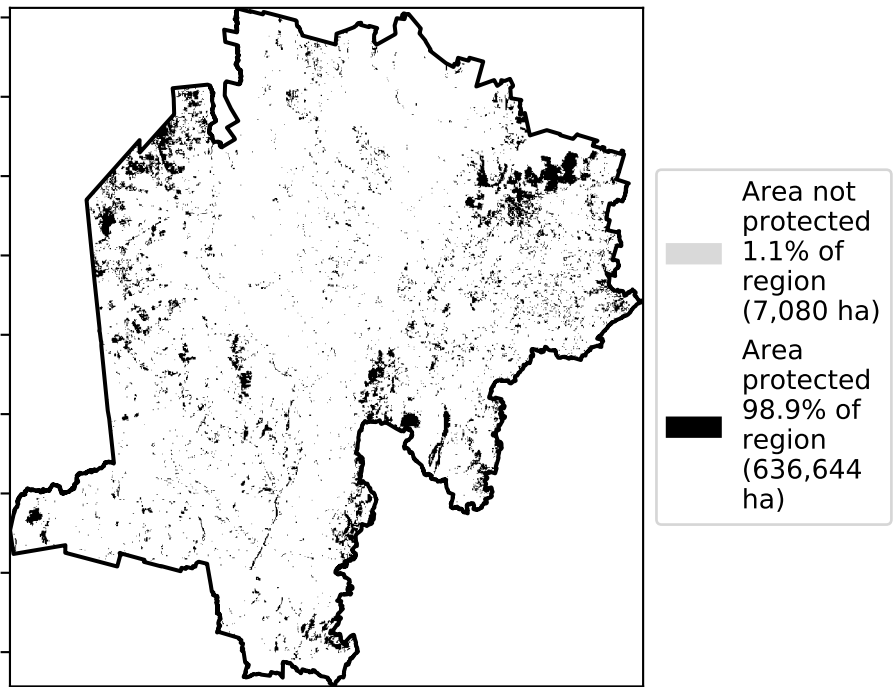 Area not
protected
1.1% of
region
(7,080 ha)
Area
protected
98.9% of
region
(636,644
ha)